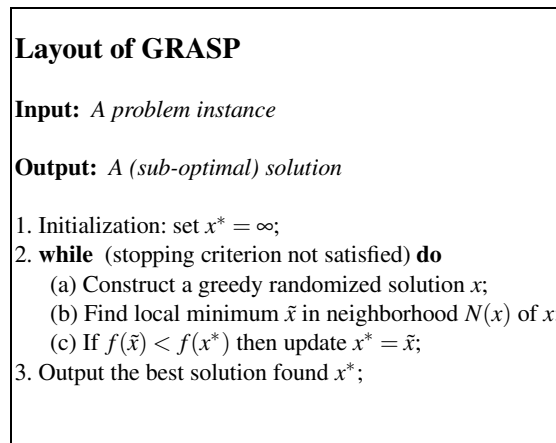 Layout of GRASP
Input: A problem instance
Output: A (sub-optimal) solution
1. Initialization: set x* = ∞;
2. while (stopping criterion not satisfied) do
(a) Construct a greedy randomized solution x;
(b) Find local minimum x̃ in neighborhood N(x) of x
(c) If f(x̃) < f(x*) then update x* = x̃;
3. Output the best solution found x*;